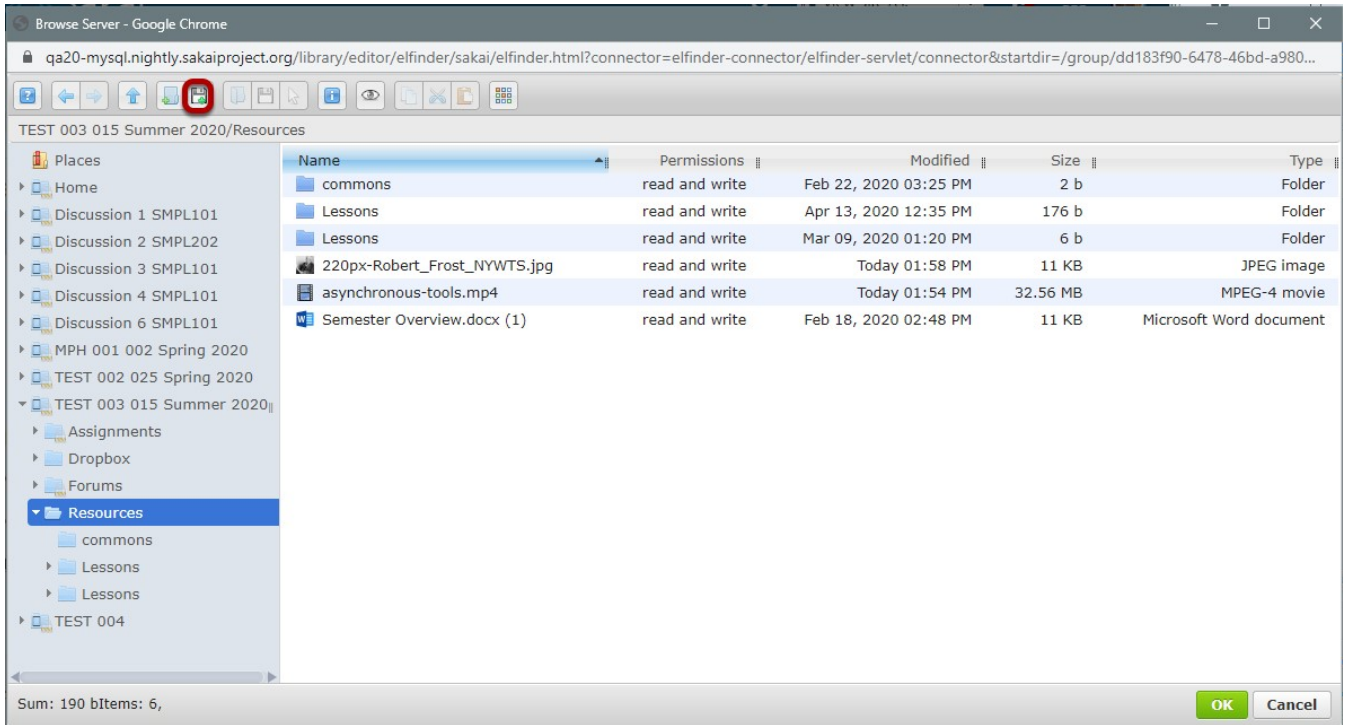 Browse Server - Google Chrome
qa20-mysql.nightly.sakaiproject.org/library/editor/elfinder/sakai/elfinder.html?connector=elfinder-connector/elfinder-servlet/connector&startdir=/group/dd183f90-6478-46bd-a980...
TEST 003 015 Summer 2020/Resources
Places
Home
Discussion 1 SMPL101
Discussion 2 SMPL202
Discussion 3 SMPL101
Discussion 4 SMPL101
Discussion 6 SMPL101
MPH 001 002 Spring 2020
TEST 002 025 Spring 2020
TEST 003 015 Summer 2020
Assignments
Dropbox
Forums
Resources
commons
Lessons
Lessons
TEST 004
Name Permissions Modified Size Type
commons read and write Feb 22, 2020 03:25 PM 2 b Folder
Lessons read and write Apr 13, 2020 12:35 PM 176 b Folder
Lessons read and write Mar 09, 2020 01:20 PM 6 b Folder
220px-Robert_Frost_NYWTS.jpg read and write Today 01:58 PM 11 KB JPEG image
asynchronous-tools.mp4 read and write Today 01:54 PM 32.56 MB MPEG-4 movie
Semester Overview.docx (1) read and write Feb 18, 2020 02:48 PM 11 KB Microsoft Word document
Sum: 190 bItems: 6,
OK Cancel